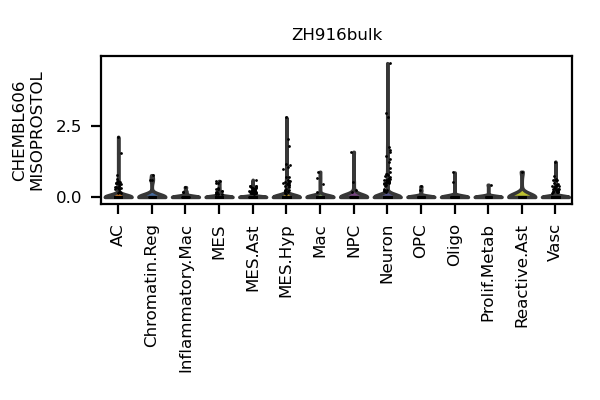 ZH916bulk
CHEMBL606
MISOPROSTOL
2.5
0.0
AC
Chromatin.Reg
Inflammatory.Mac
MES
MES.Ast
MES.Hyp
Mac
NPC
Neuron
OPC
Oligo
Prolif.Metab
Reactive.Ast
Vasc